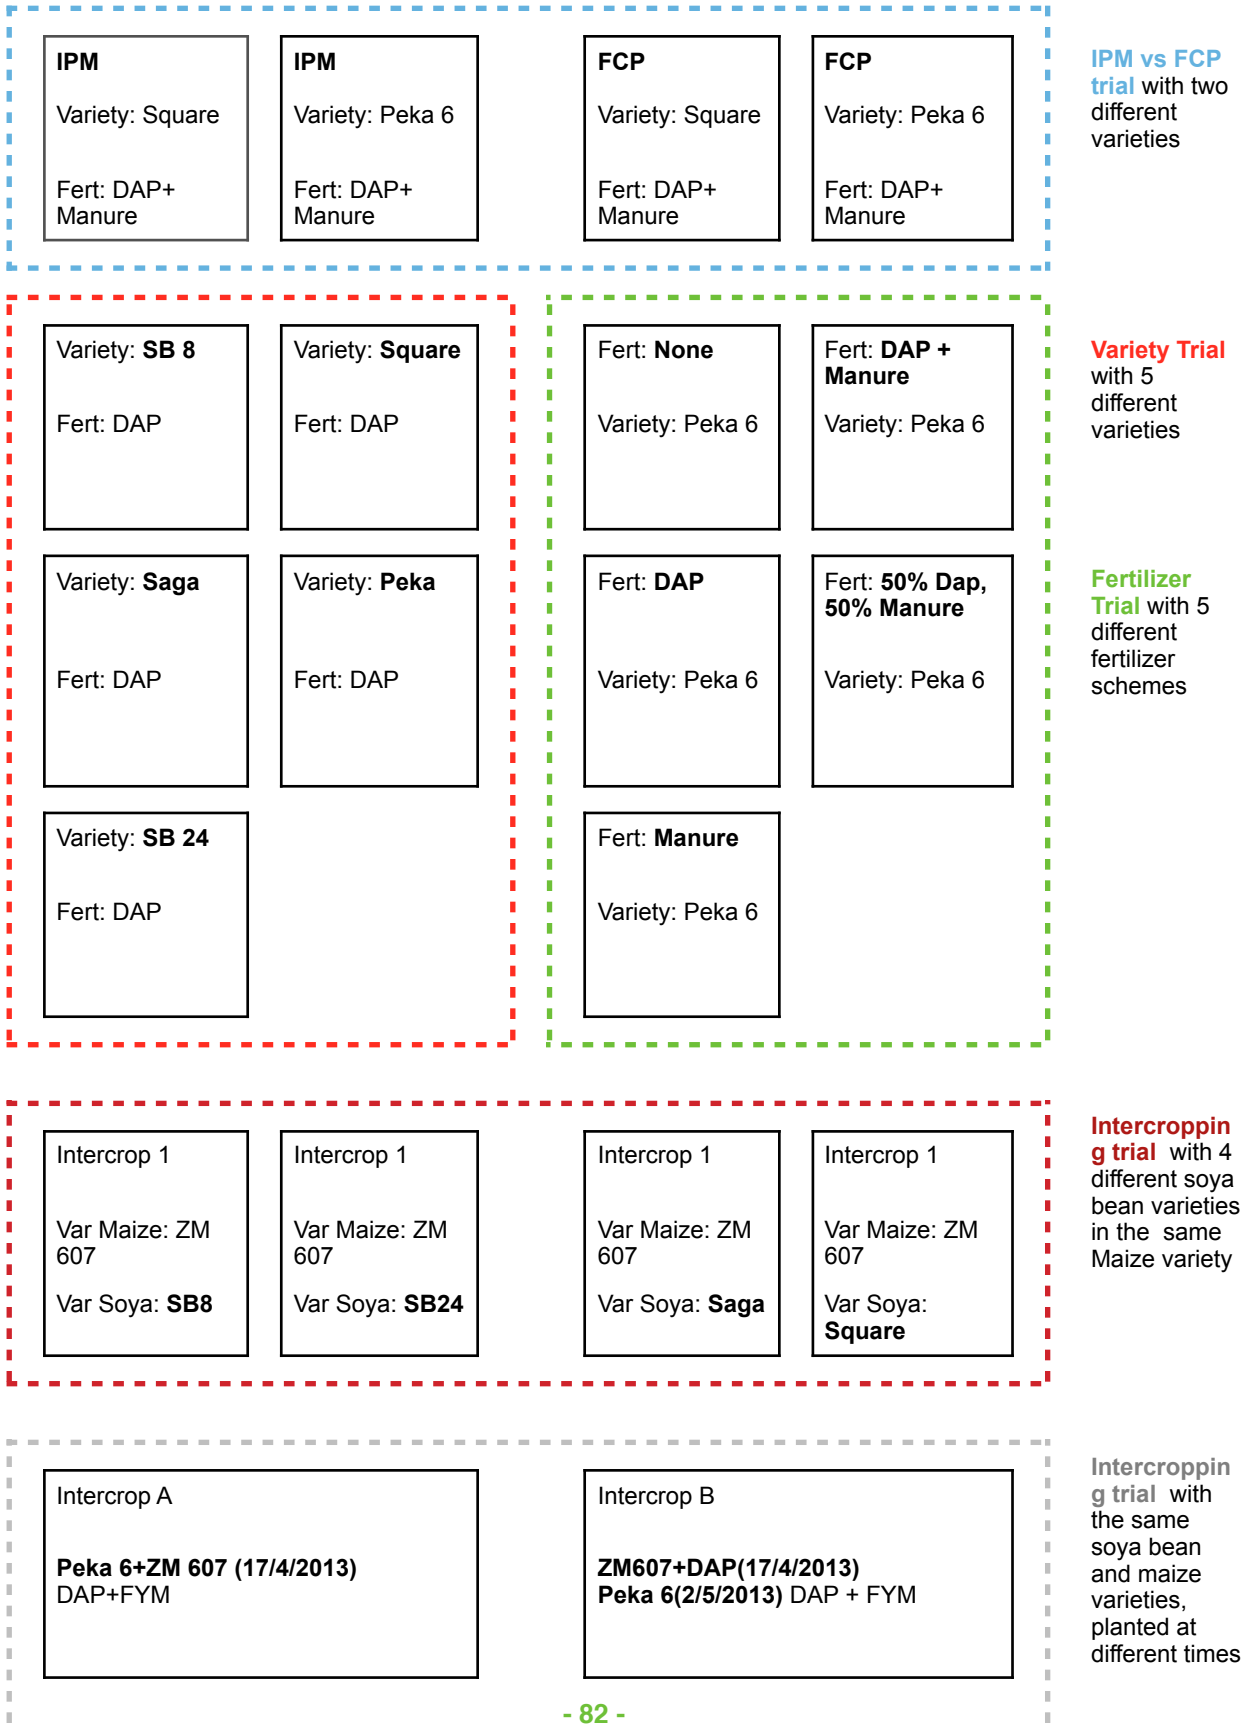 IPM
Variety: Square
Fert: DAP+
Manure
IPM
Variety: Peka 6
Fert: DAP+
Manure
FCP
Variety: Square
Fert: DAP+
Manure
FCP
Variety: Peka 6
Fert: DAP+
Manure
IPM vs FCP
trial with two
different
varieties
Variety: SB 8
Fert: DAP
Variety: Square
Fert: DAP
Fert: None
Variety: Peka 6
Fert: DAP +
Manure
Variety: Peka 6
Variety Trial
with 5
different
varieties
Variety: Saga
Fert: DAP
Variety: Peka
Fert: DAP
Fert: DAP
Variety: Peka 6
Fert: 50% Dap,
50% Manure
Variety: Peka 6
Fertilizer
Trial with 5
different
fertilizer
schemes
Variety: SB 24
Fert: DAP
Fert: Manure
Variety: Peka 6
Intercrop 1
Var Maize: ZM
607
Var Soya: SB8
Intercrop 1
Var Maize: ZM
607
Var Soya: SB24
Intercrop 1
Var Maize: ZM
607
Var Soya: Saga
Intercrop 1
Var Maize: ZM
607
Var Soya:
Square
Intercroppin
g trial  with 4
different soya
bean varieties
in the  same
Maize variety
Intercrop A
Peka 6+ZM 607 (17/4/2013)
DAP+FYM
Intercrop B
ZM607+DAP(17/4/2013)
Peka 6(2/5/2013) DAP + FYM
Intercroppin
g trial  with
the same
soya bean
and maize
varieties,
planted at
different times
- 82 -